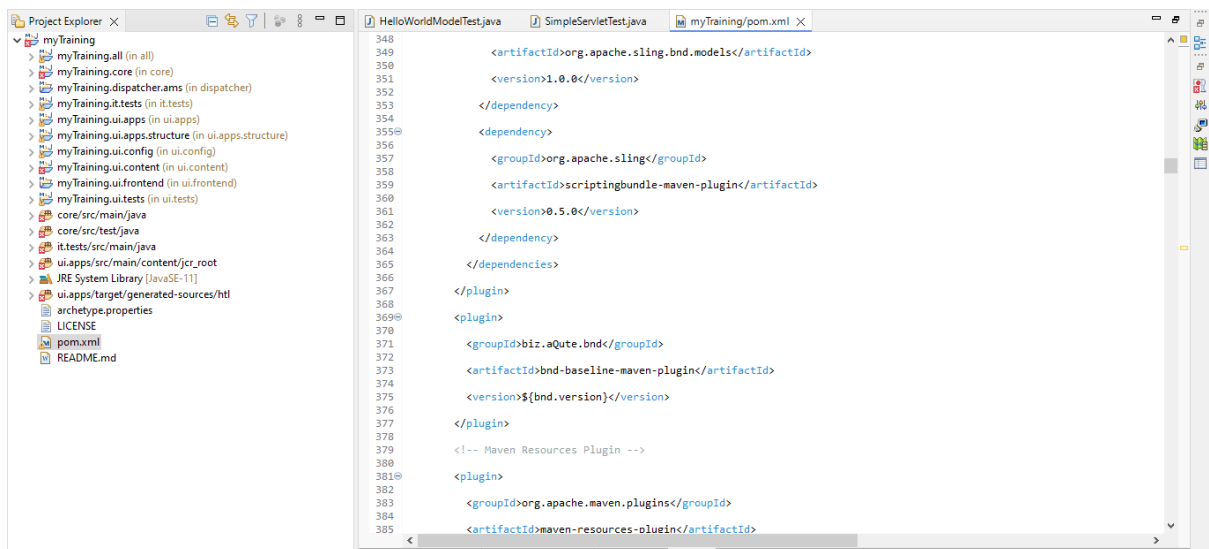 Project Explorer
myTraining
myTraining.all (in all)
myTraining.core (in core)
myTraining.dispatcher.ams (in dispatcher)
myTraining.it.tests (in it.tests)
myTraining.ui.apps (in ui.apps)
myTraining.ui.apps.structure (in ui.apps.structure)
myTraining.ui.config (in ui.config)
myTraining.ui.content (in ui.content)
myTraining.ui.frontend (in ui.frontend)
myTraining.ui.tests (in ui.tests)
core/src/main/java
core/src/test/java
it.tests/src/main/java
ui.apps/src/main/content/jcr_root
JRE System Library [JavaSE-11]
ui.apps/target/generated-sources/htl
archetype.properties
LICENSE
pom.xml
README.md
HelloWorldModelTest.java SimpleServletTest.java myTraining/pom.xml
348
349 <artifactId>org.apache.sling.bnd.models</artifactId>
350
351 <version>1.0.0</version>
352
353 </dependency>
354
355 <dependency>
356
357 <groupId>org.apache.sling</groupId>
358
359 <artifactId>scriptingbundle-maven-plugin</artifactId>
360
361 <version>0.5.0</version>
362
363 </dependency>
364
365 </dependencies>
366
367 </plugin>
368
369 <plugin>
370
371 <groupId>biz.aQute.bnd</groupId>
372
373 <artifactId>bnd-baseline-maven-plugin</artifactId>
374
375 <version>${bnd.version}</version>
376
377 </plugin>
378
379 <!-- Maven Resources Plugin -->
380
381 <plugin>
382
383 <groupId>org.apache.maven.plugins</groupId>
384
385 <artifactId>maven-resources-plugin</artifactId>